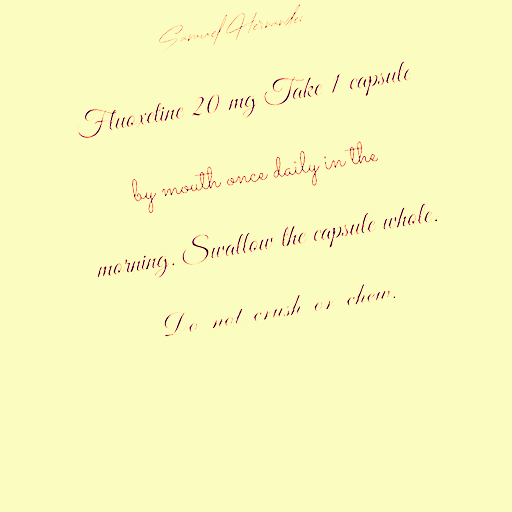 Samuel Hernandez
Fluoxetine 20 mg Take 1 capsule
by mouth once daily in the
morning. Swallow the capsule whole.
Do not crush or chew.